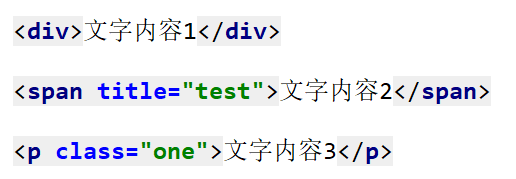 <div>文字内容1</div>
<span title="test">文字内容2</span>
<p class="one">文字内容3</p>